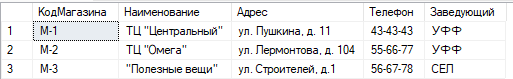 КодМагазина Наименование Адрес Телефон Заведующий
1 М-1 ТЦ "Центральный" ул. Пушкина, д. 11 43-43-43 УФФ
2 М-2 ТЦ "Омега" ул. Лермонтова, д. 104 55-66-77 УФФ
3 М-3 "Полезные вещи" ул. Строителей, д.1 56-67-78 СЕП